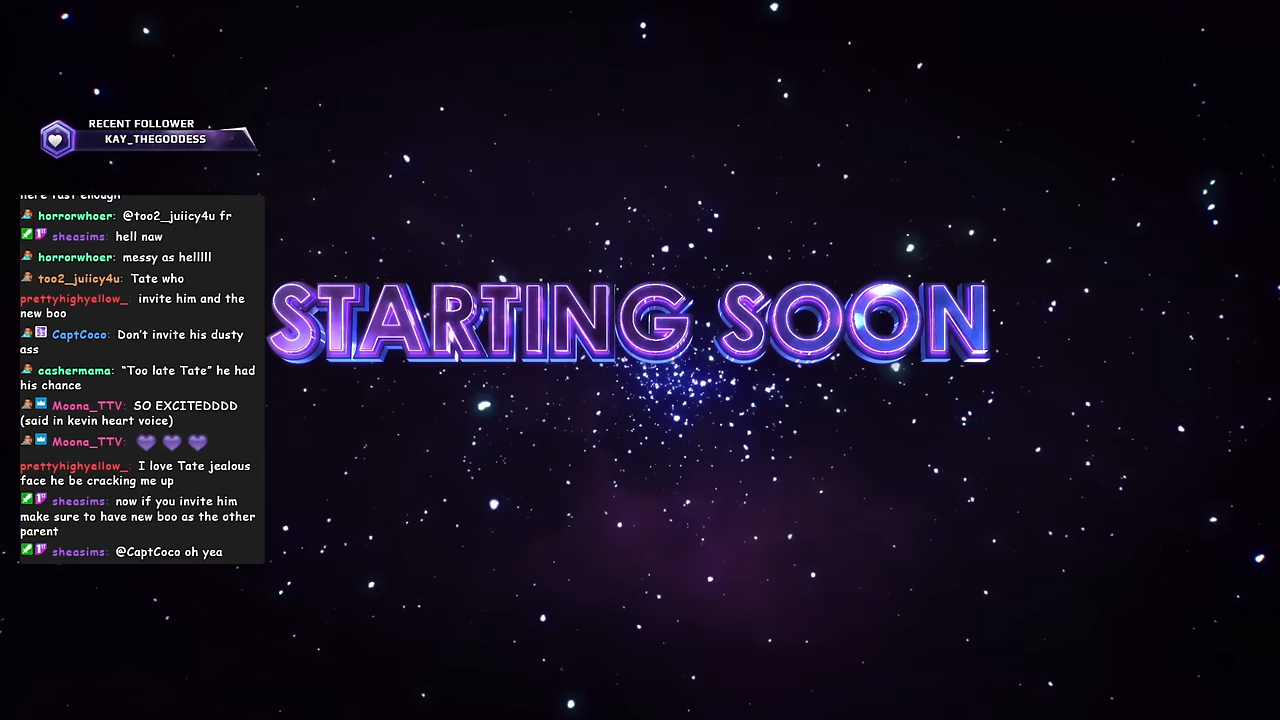 RECENT FOLLOWER
KAY_THEGODDESS
here fast enough
horrorwhoer: @too2_juiicy4u fr
sheasims: hell naw
horrorwhoer: messy as helllll
too2_juiicy4u: Tate who
prettyhighyellow_: invite him and the
new boo
CaptCoco: Don't invite his dusty
ass
cashermama: “Too late Tate” he had
his chance
Moona_TTV: SO EXCITEDDDD
(said in kevin heart voice)
Moona_TTV:
prettyhighyellow_: I love Tate jealous
face he be cracking me up
sheasims: now if you invite him
make sure to have new boo as the other
parent
sheasims: @CaptCoco oh yea
STARTING SOON